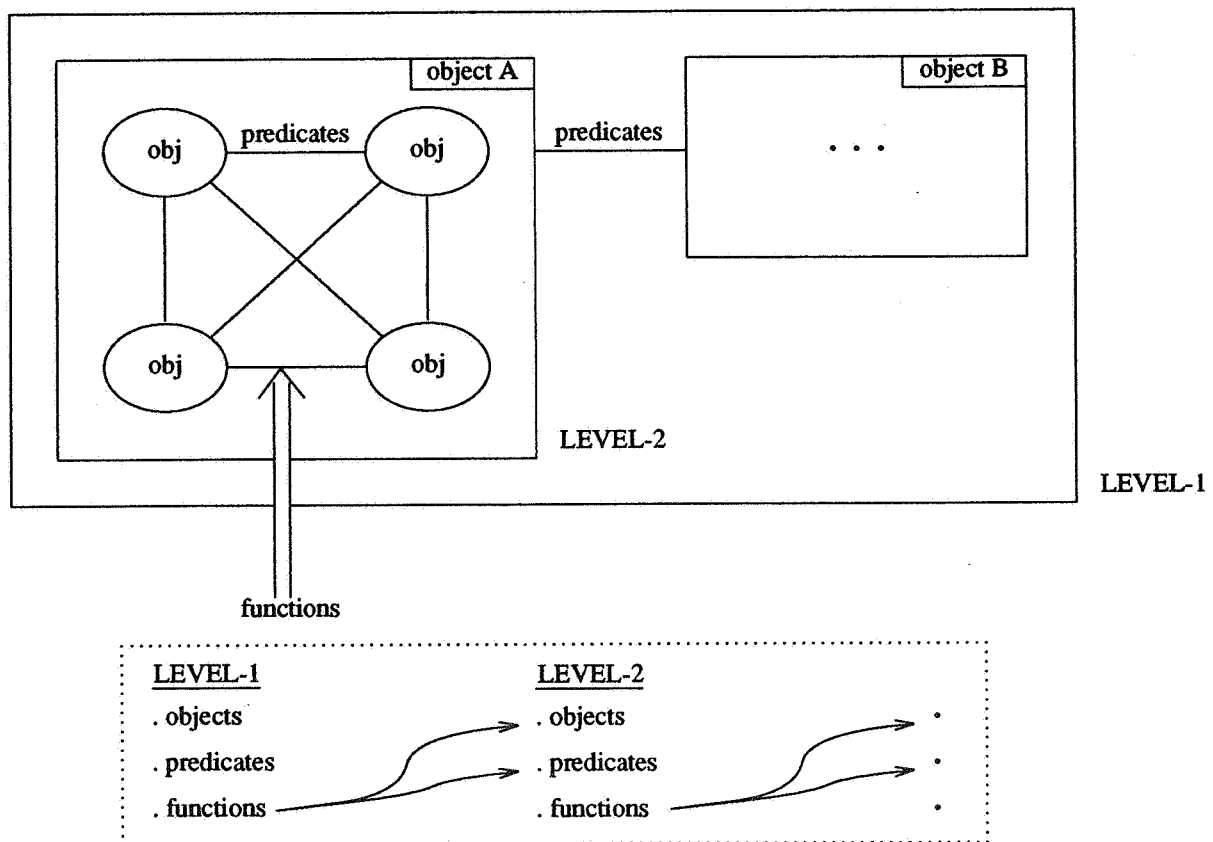 object A
object B
obj
predicates
obj
predicates
. . .
obj
obj
LEVEL-2
LEVEL-1
functions
LEVEL-1
LEVEL-2
. objects
. objects
.
. predicates
. predicates
.
. functions
. functions
.